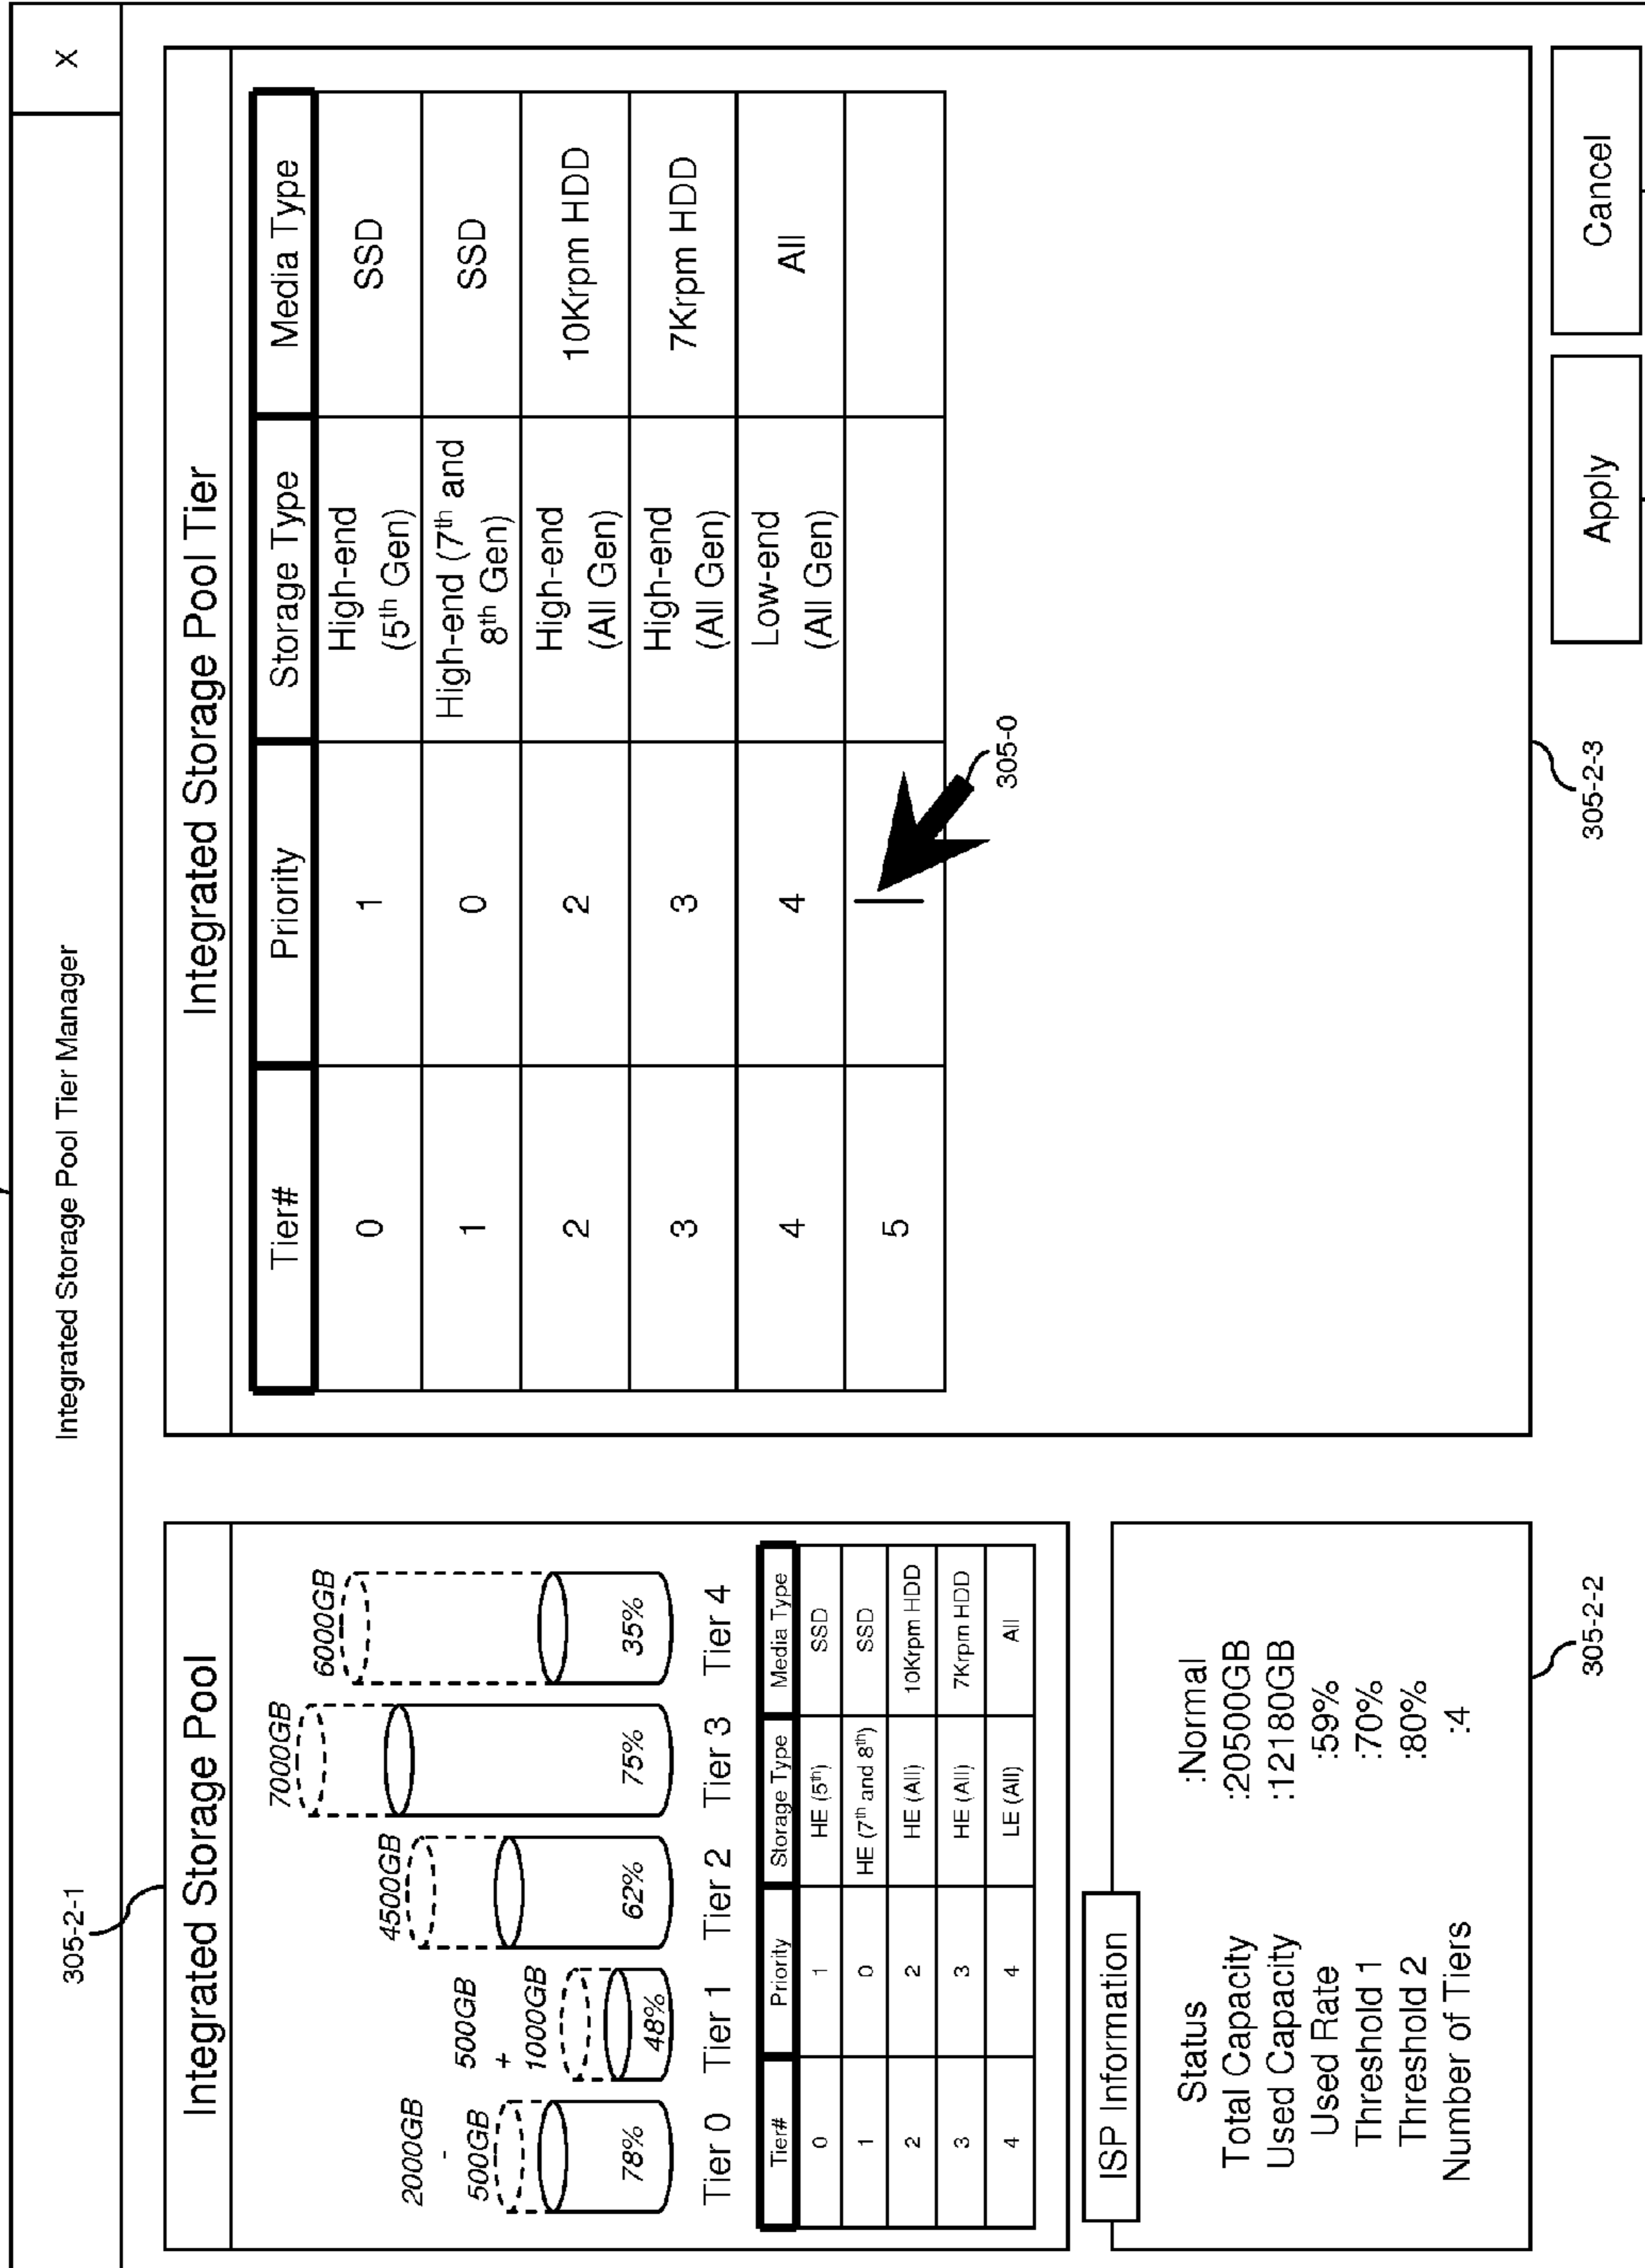 Integrated Storage Pool Tier Manager
X
305-2-1
Integrated Storage Pool
2000GB
-
500GB
500GB
+
1000GB
4500GB
7000GB
6000GB
78%
48%
62%
75%
35%
Tier 0 Tier 1 Tier 2 Tier 3 Tier 4
Tier# Priority Storage Type Media Type
0 1 HE (5th) SSD
1 0 HE (7th and 8th) SSD
2 2 HE (All) 10Krpm HDD
3 3 HE (All) 7Krpm HDD
4 4 LE (All) All
ISP Information
Status :Normal
Total Capacity :20500GB
Used Capacity :12180GB
Used Rate :59%
Threshold 1 :70%
Threshold 2 :80%
Number of Tiers :4
305-2-2
Integrated Storage Pool Tier
Tier# Priority Storage Type Media Type
0 1 High-end SSD
(5th Gen)
1 0 High-end (7th and SSD
8th Gen)
2 2 High-end 10Krpm HDD
(All Gen)
3 3 High-end 7Krpm HDD
(All Gen)
4 4 Low-end All
(All Gen)
5
305-0
305-2-3
Apply
Cancel